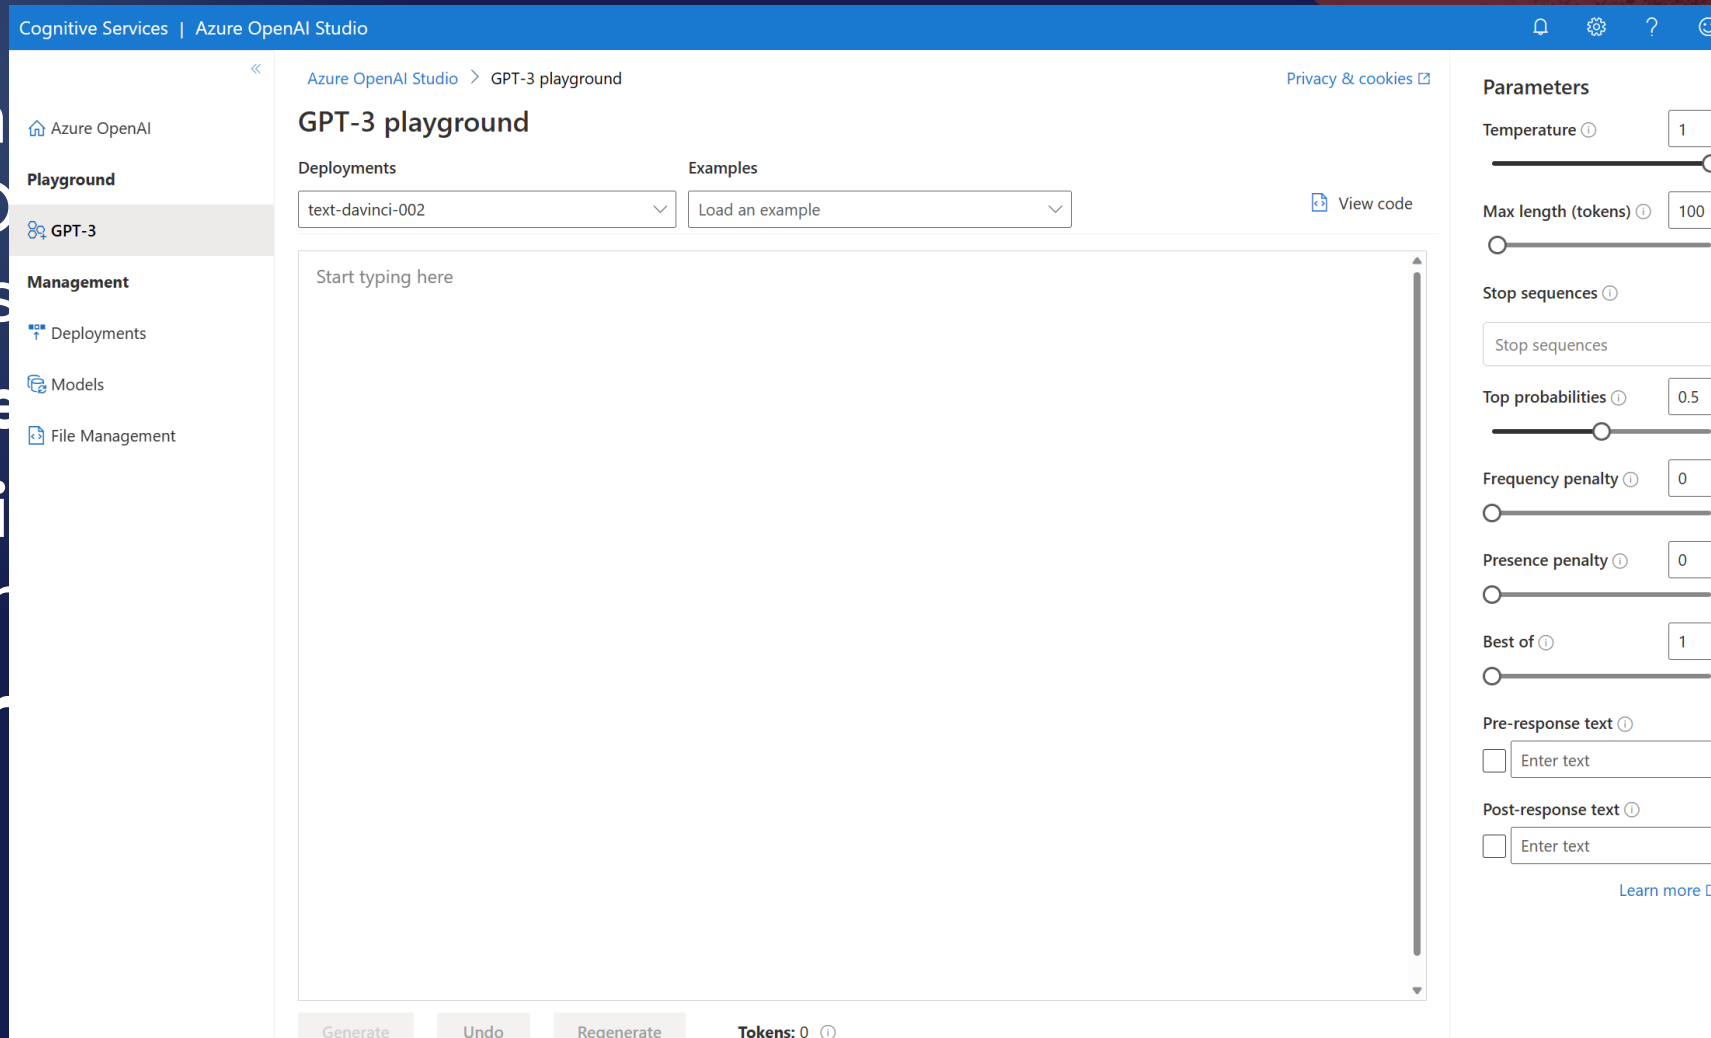 Cognitive Services | Azure OpenAI Studio
Azure OpenAI
Playground
GPT-3
Management
Deployments
Models
File Management
Azure OpenAI Studio > GPT-3 playground
Privacy & cookies
GPT-3 playground
Deployments
Examples
text-davinci-002
Load an example
View code
Start typing here
Generate
Undo
Regenerate
Tokens: 0
Parameters
Temperature
1
Max length (tokens)
100
Stop sequences
Stop sequences
Top probabilities
0.5
Frequency penalty
0
Presence penalty
0
Best of
1
Pre-response text
Enter text
Post-response text
Enter text
Learn more